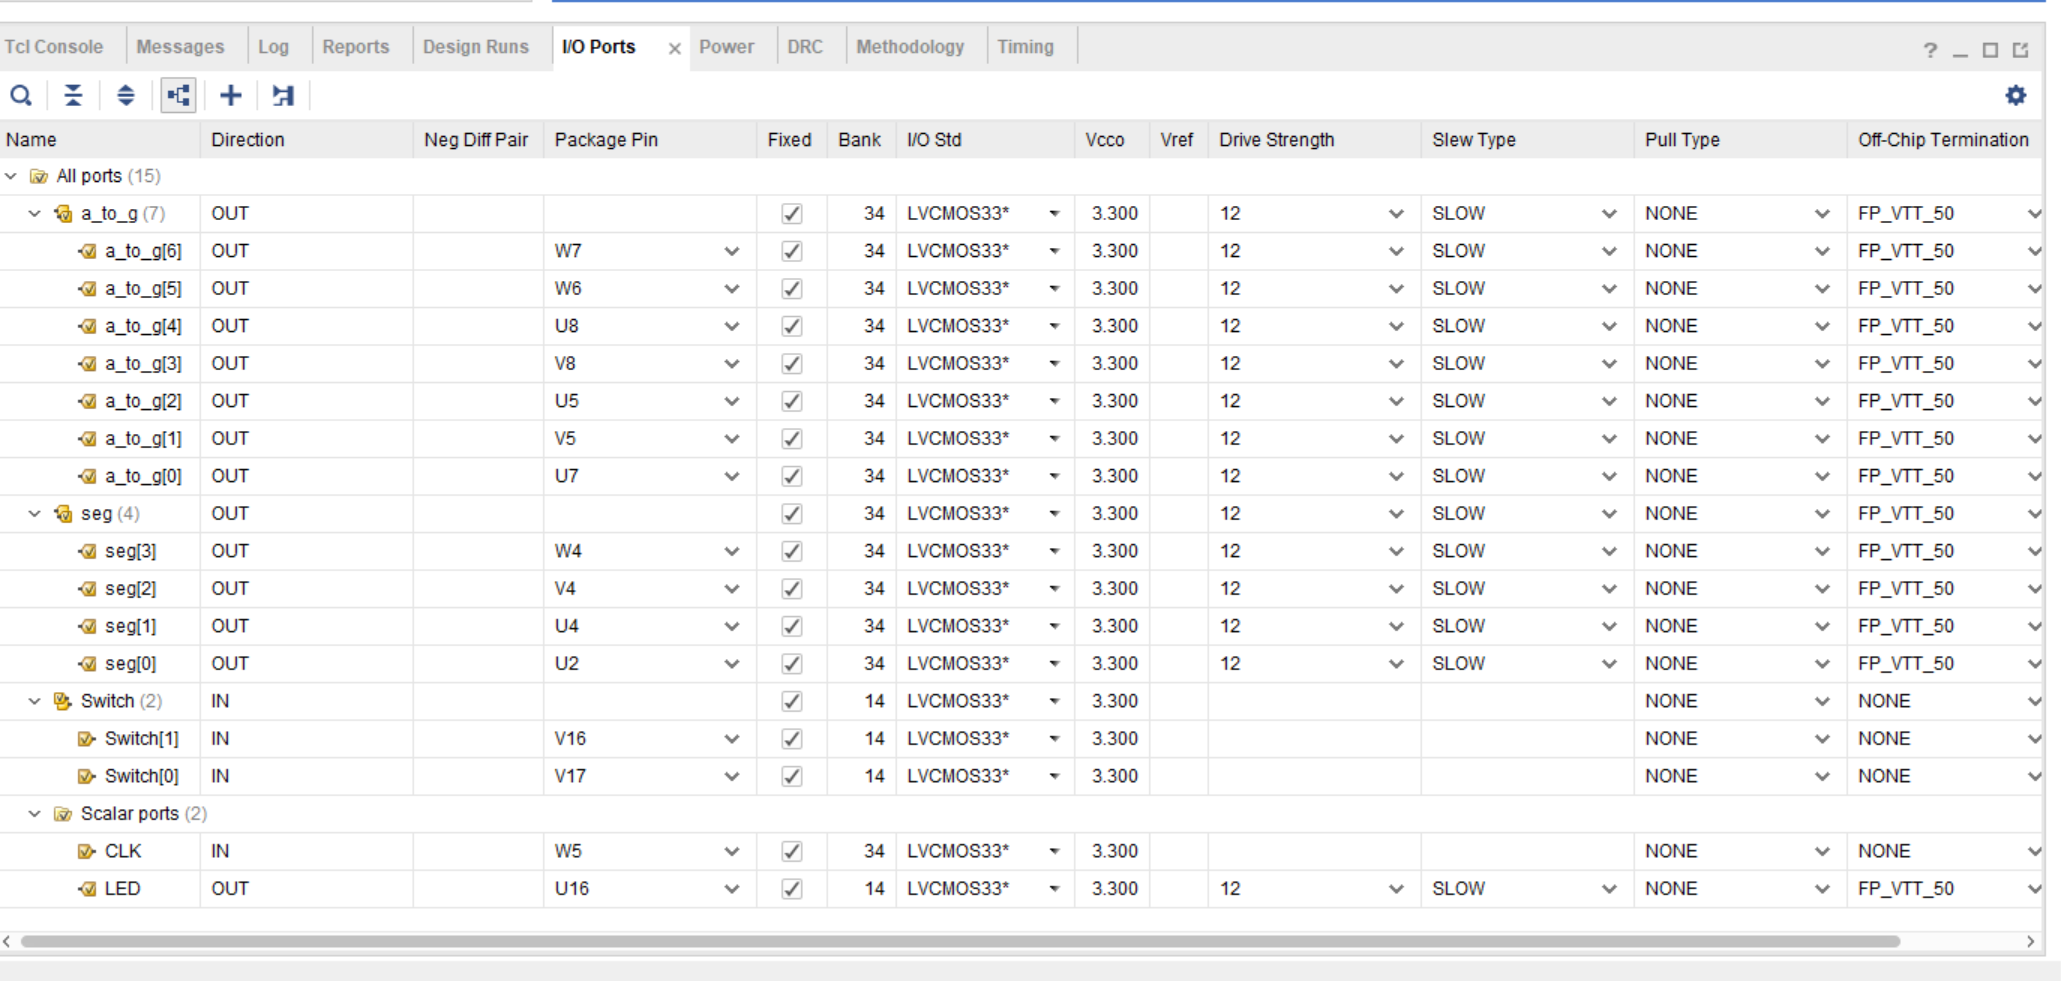 Tcl Console Messages Log Reports Design Runs I/O Ports × Power DRC Methodology Timing ?
Name Direction Neg Diff Pair Package Pin Fixed Bank I/O Std Vcco Vref Drive Strength Slew Type Pull Type Off-Chip Termination
All ports (15)
a_to_g (7) OUT 34 LVCMOS33* 3.300 12 SLOW NONE FP_VTT_50
a_to_g[6] OUT W7 34 LVCMOS33* 3.300 12 SLOW NONE FP_VTT_50
a_to_g[5] OUT W6 34 LVCMOS33* 3.300 12 SLOW NONE FP_VTT_50
a_to_g[4] OUT U8 34 LVCMOS33* 3.300 12 SLOW NONE FP_VTT_50
a_to_g[3] OUT V8 34 LVCMOS33* 3.300 12 SLOW NONE FP_VTT_50
a_to_g[2] OUT U5 34 LVCMOS33* 3.300 12 SLOW NONE FP_VTT_50
a_to_g[1] OUT V5 34 LVCMOS33* 3.300 12 SLOW NONE FP_VTT_50
a_to_g[0] OUT U7 34 LVCMOS33* 3.300 12 SLOW NONE FP_VTT_50
seg (4) OUT 34 LVCMOS33* 3.300 12 SLOW NONE FP_VTT_50
seg[3] OUT W4 34 LVCMOS33* 3.300 12 SLOW NONE FP_VTT_50
seg[2] OUT V4 34 LVCMOS33* 3.300 12 SLOW NONE FP_VTT_50
seg[1] OUT U4 34 LVCMOS33* 3.300 12 SLOW NONE FP_VTT_50
seg[0] OUT U2 34 LVCMOS33* 3.300 12 SLOW NONE FP_VTT_50
Switch (2) IN 14 LVCMOS33* 3.300 NONE NONE
Switch[1] IN V16 14 LVCMOS33* 3.300 NONE NONE
Switch[0] IN V17 14 LVCMOS33* 3.300 NONE NONE
Scalar ports (2)
CLK IN W5 34 LVCMOS33* 3.300 NONE NONE
LED OUT U16 14 LVCMOS33* 3.300 12 SLOW NONE FP_VTT_50